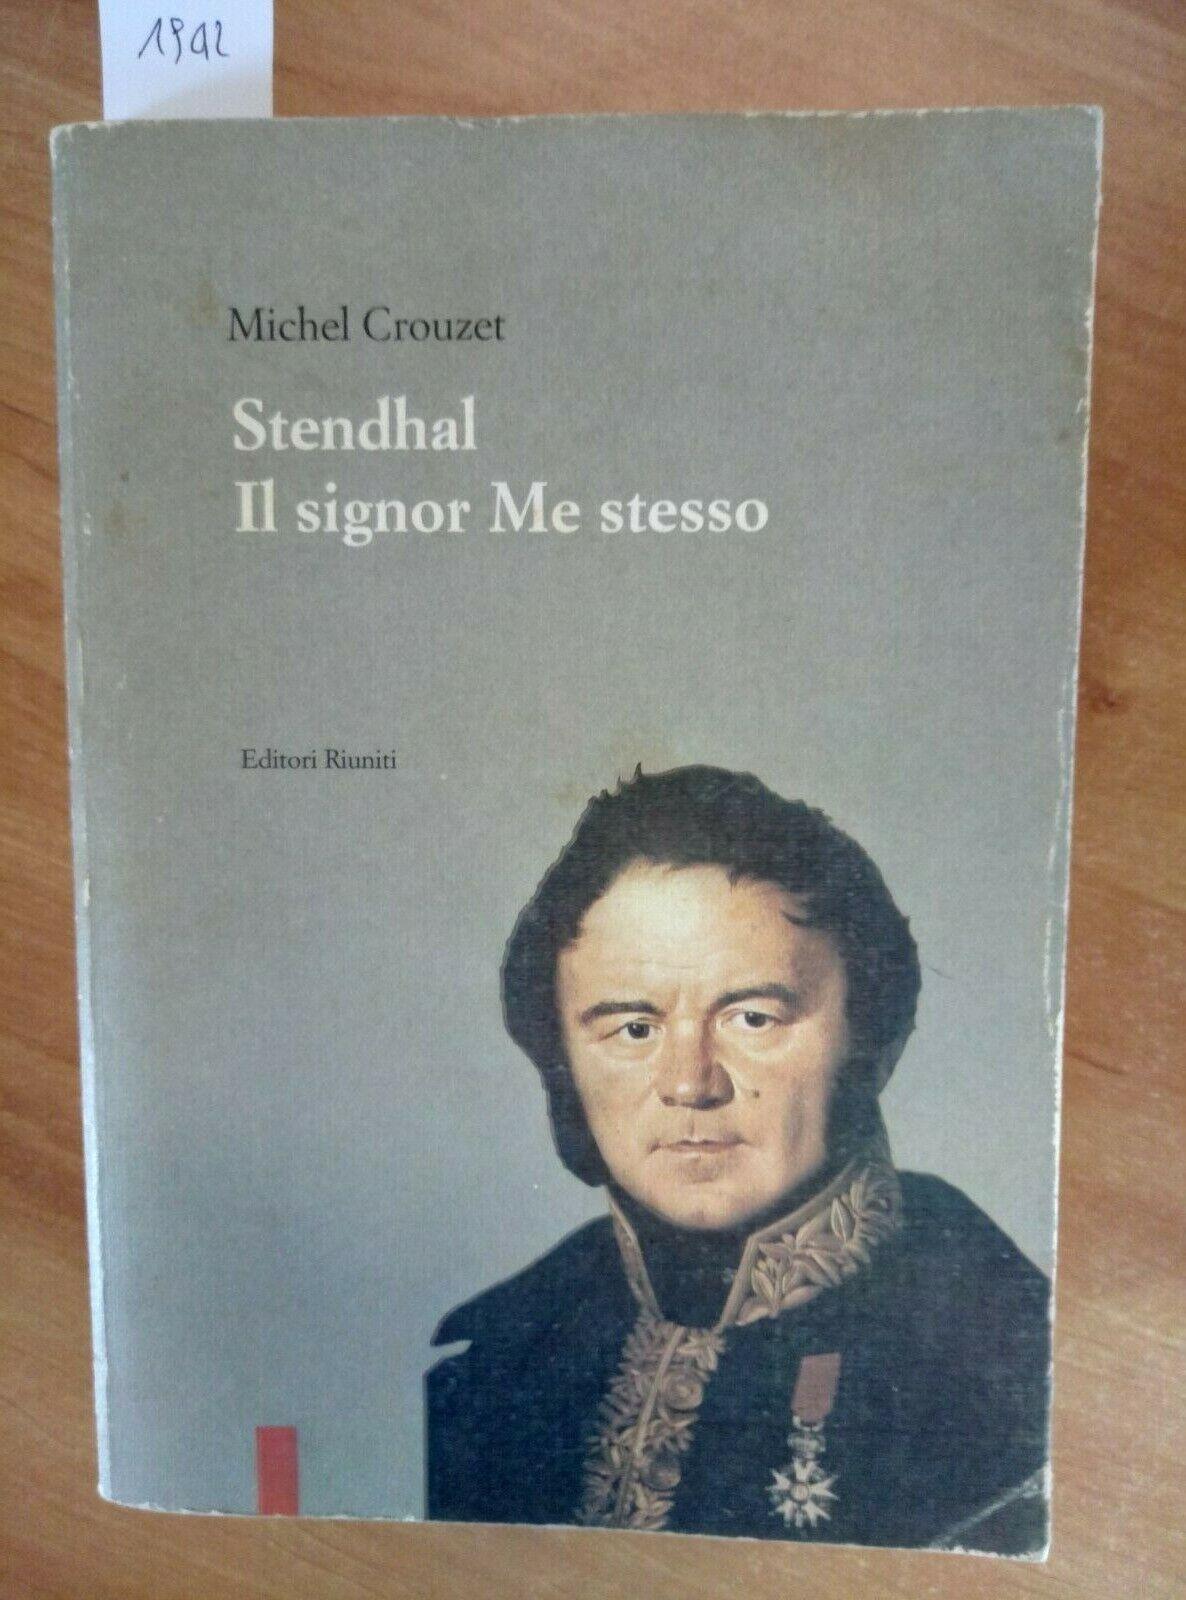 1942
Michel Crouzet
Stendhal
Il signor Me stesso
Editori Riuniti